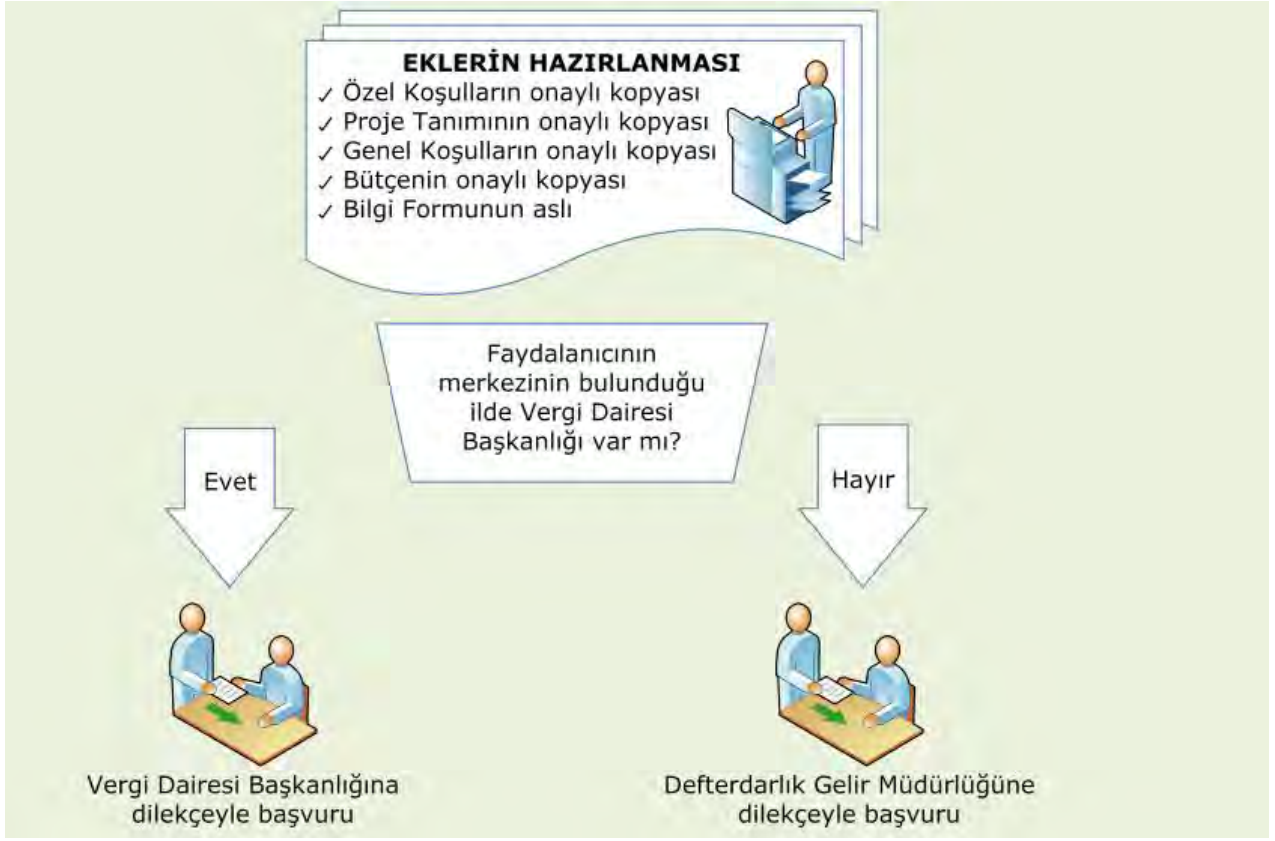 EKLERİN HAZIRLANMASI
✓ Özel Koşulların onaylı kopyası
✓ Proje Tanımının onaylı kopyası
✓ Genel Koşulların onaylı kopyası
✓ Bütçenin onaylı kopyası
✓ Bilgi Formunun aslı
Faydalanıcının
merkezinin bulunduğu
ilde Vergi Dairesi
Başkanlığı var mı?
Evet
Hayır
Vergi Dairesi Başkanlığına
dilekçeyle başvuru
Defterdarlık Gelir Müdürlüğüne
dilekçeyle başvuru